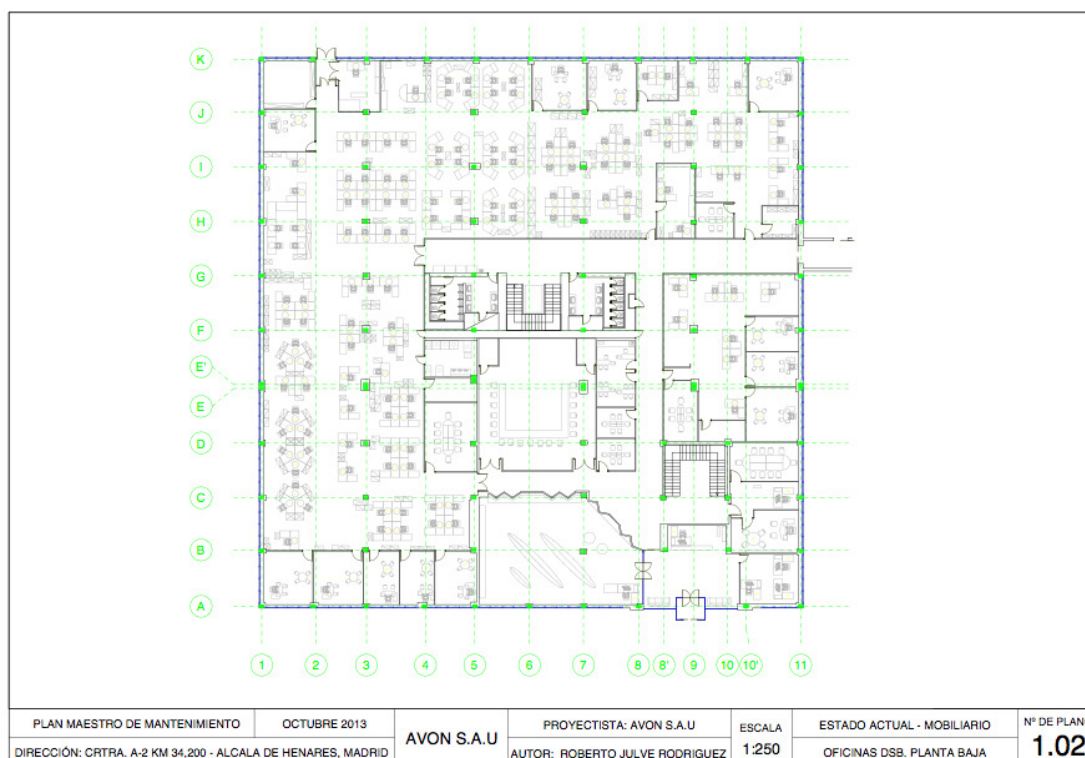 K
J
I
H
G
F
E'
E
D
C
B
A
1 2 3 4 5 6 7 8 8' 9 10 10' 11
PLAN MAESTRO DE MANTENIMIENTO
OCTUBRE 2013
DIRECCIÓN: CRTRA. A-2 KM 34,200 - ALCALA DE HENARES, MADRID
AVON S.A.U
PROYECTISTA: AVON S.A.U
AUTOR: ROBERTO JULVE RODRIGUEZ
ESCALA
1:250
ESTADO ACTUAL - MOBILIARIO
OFICINAS DSB. PLANTA BAJA
Nº DE PLANO
1.02